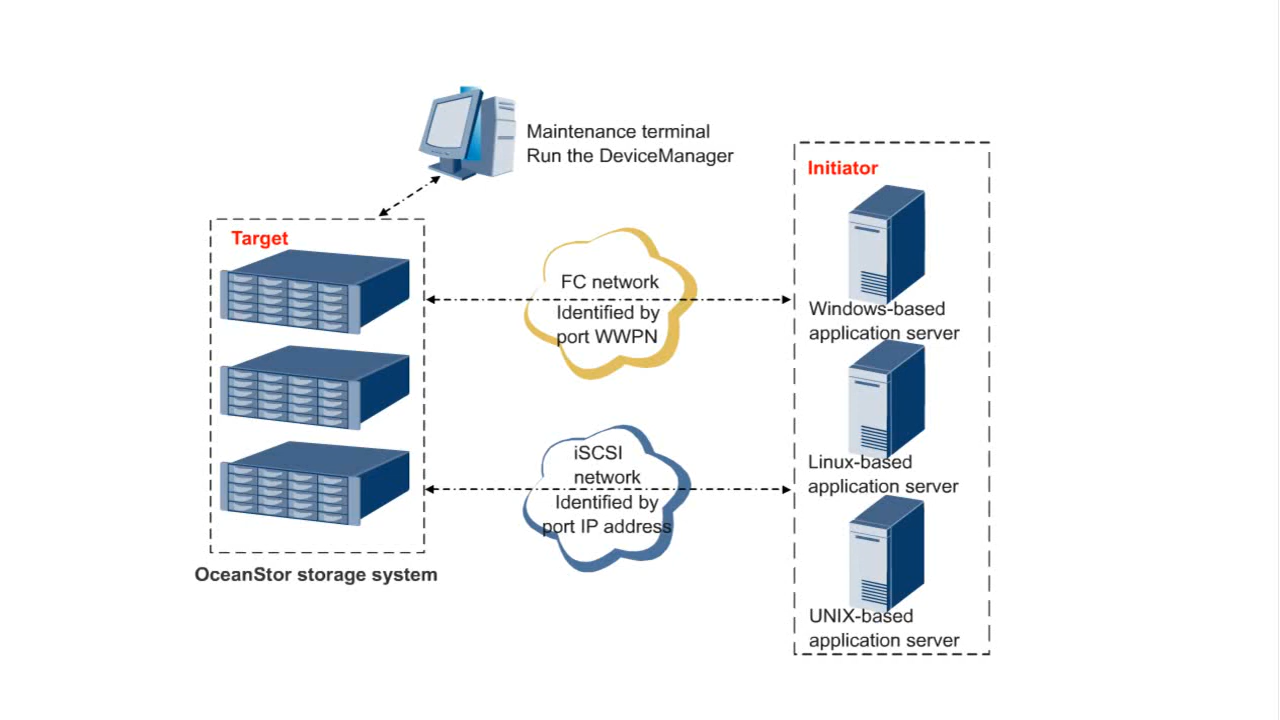 Maintenance terminal
Run the DeviceManager
Initiator
Target
FC network
Identified by
port WWPN
Windows-based
application server
iSCSI
network
Identified by
port IP address
Linux-based
application server
OceanStor storage system
UNIX-based
application server